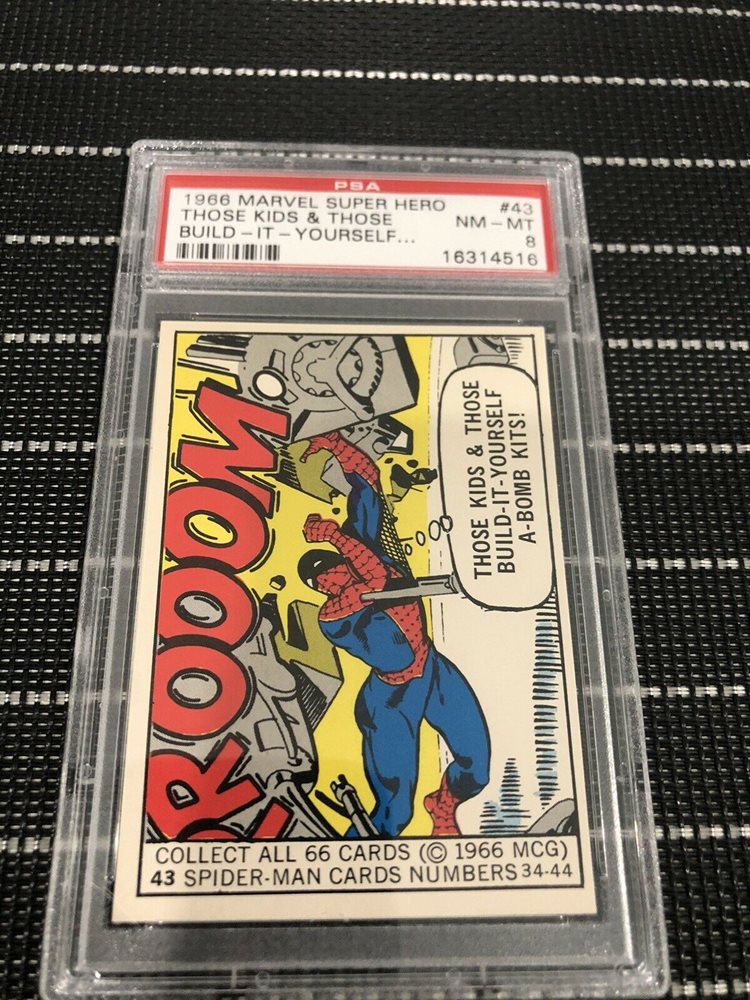 PSA
1966 MARVEL SUPER HERO #43
THOSE KIDS & THOSE NM-MT
BUILD-IT-YOURSELF... 8
16314516
ROOOM
THOSE KIDS & THOSE
BUILD-IT-YOURSELF
A-BOMB KITS!
COLLECT ALL 66 CARDS (© 1966 MCG)
43 SPIDER-MAN CARDS NUMBERS 34-44